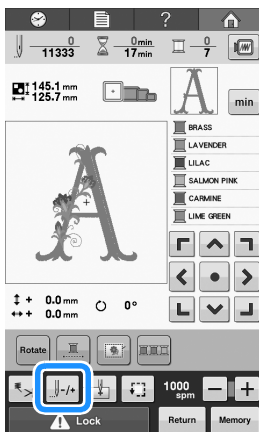 ?
0
11333
0min
17min
0
7
145.1 mm
125.7 mm
min
BRASS
LAVENDER
LILAC
SALMON PINK
CARMINE
LIME GREEN
A
+ 0.0 mm
+ 0.0 mm
0°
Rotate
-/+
1000
spm
- +
Lock
Return
Memory